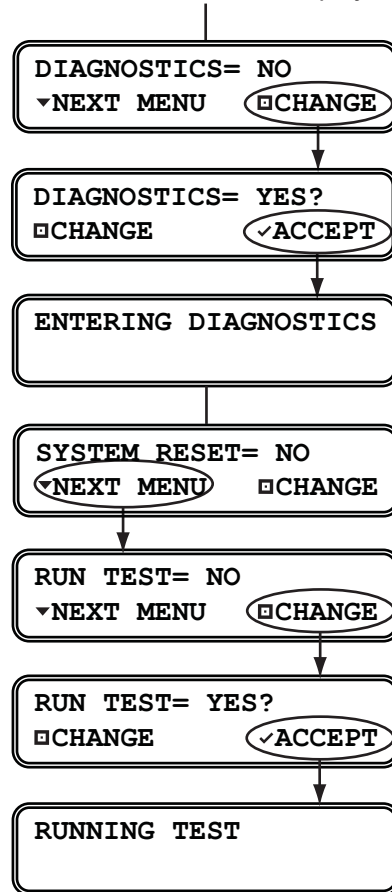 DIAGNOSTICS= NO
▾NEXT MENU ⊡CHANGE
DIAGNOSTICS= YES?
⊡CHANGE ✓ACCEPT
ENTERING DIAGNOSTICS
SYSTEM RESET= NO
▾NEXT MENU ⊡CHANGE
RUN TEST= NO
▾NEXT MENU ⊡CHANGE
RUN TEST= YES?
⊡CHANGE ✓ACCEPT
RUNNING TEST